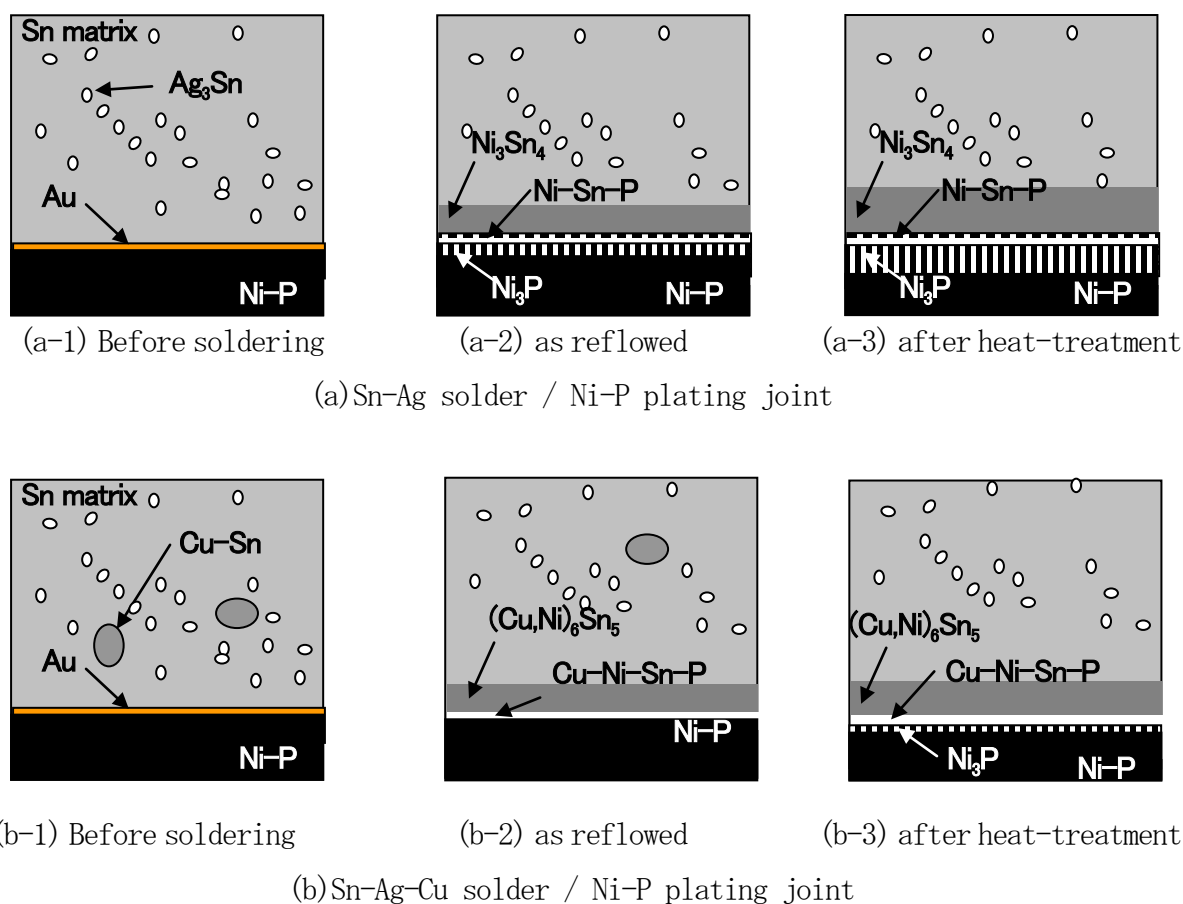 Sn matrix
Ag₃Sn
Au
Ni-P
Ni₃Sn₄
Ni-Sn-P
Ni₃P
Ni-P
Ni₃Sn₄
Ni-Sn-P
Ni₃P
Ni-P
(a-1) Before soldering
(a-2) as reflowed
(a-3) after heat-treatment
(a)Sn-Ag solder / Ni-P plating joint
Sn matrix
Cu-Sn
Au
Ni-P
(Cu,Ni)₆Sn₅
Cu-Ni-Sn-P
Ni-P
(Cu,Ni)₆Sn₅
Cu-Ni-Sn-P
Ni₃P
Ni-P
(b-1) Before soldering
(b-2) as reflowed
(b-3) after heat-treatment
(b)Sn-Ag-Cu solder / Ni-P plating joint